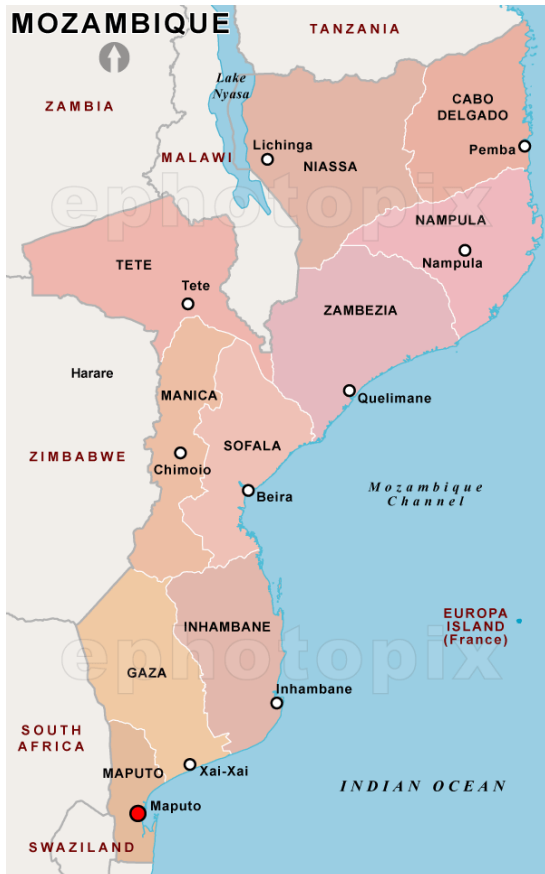 MOZAMBIQUE
TANZANIA
Lake
Nyasa
ZAMBIA
CABO
DELGADO
MALAWI
Lichinga
NIASSA
Pemba
ephotopix
NAMPULA
Nampula
TETE
Tete
ZAMBEZIA
Harare
MANICA
Quelimane
SOFALA
ZIMBABWE
Chimoio
Beira
Mozambique
Channel
EUROPA
ISLAND
(France)
INHAMBANE
ephotopix
GAZA
Inhambane
SOUTH
AFRICA
MAPUTO
Xai-Xai
INDIAN OCEAN
Maputo
SWAZILAND